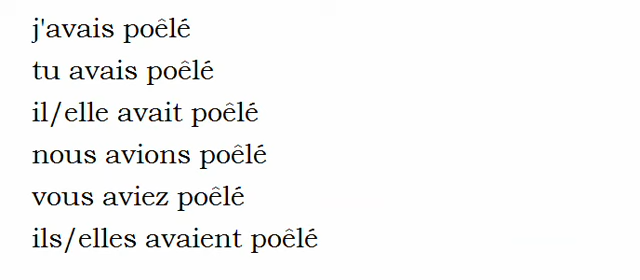 j'avais poêlé
tu avais poêlé
il/elle avait poêlé
nous avions poêlé
vous aviez poêlé
ils/elles avaient poêlé